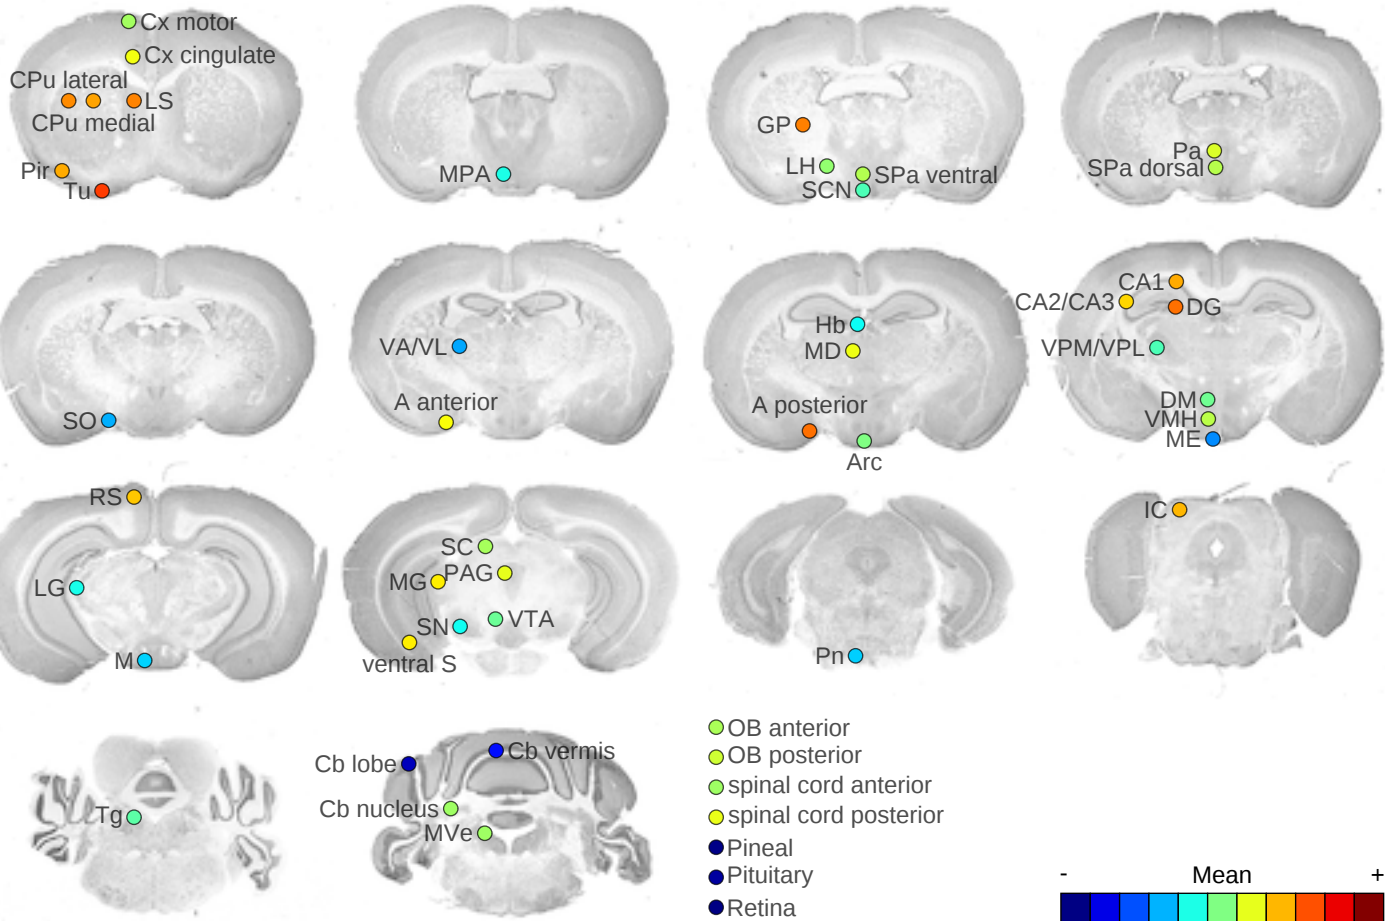 Cx motor
Cx cingulate
CPu lateral
LS
CPu medial
Pir
Tu
MPA
GP
LH
SPa ventral
SCN
Pa
SPa dorsal
SO
VA/VL
A anterior
Hb
MD
A posterior
Arc
CA1
CA2/CA3
DG
VPM/VPL
DM
VMH
ME
RS
LG
M
SC
PAG
MG
SN
VTA
ventral S
Pn
IC
Tg
Cb lobe
Cb vermis
Cb nucleus
MVe
OB anterior
OB posterior
spinal cord anterior
spinal cord posterior
Pineal
Pituitary
Retina
- Mean +